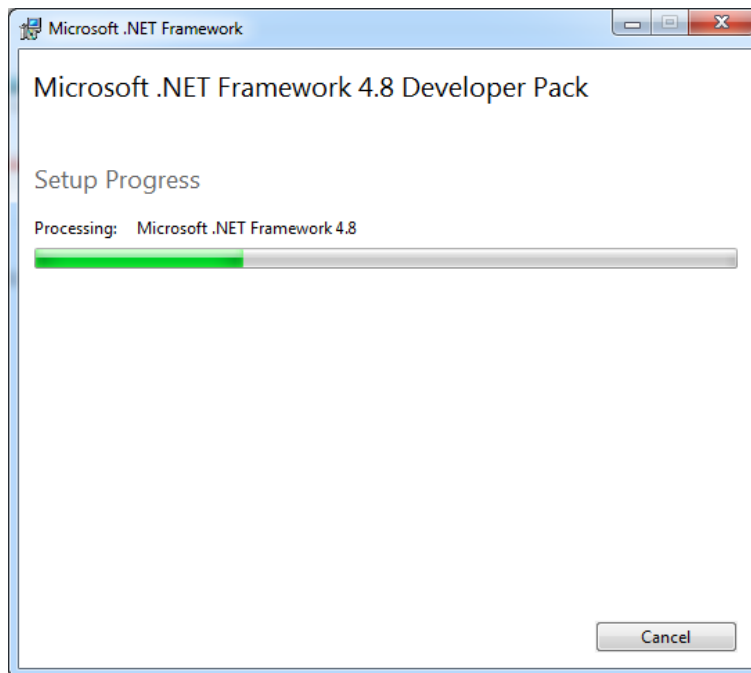 Microsoft .NET Framework
Microsoft .NET Framework 4.8 Developer Pack
Setup Progress
Processing: Microsoft .NET Framework 4.8
Cancel